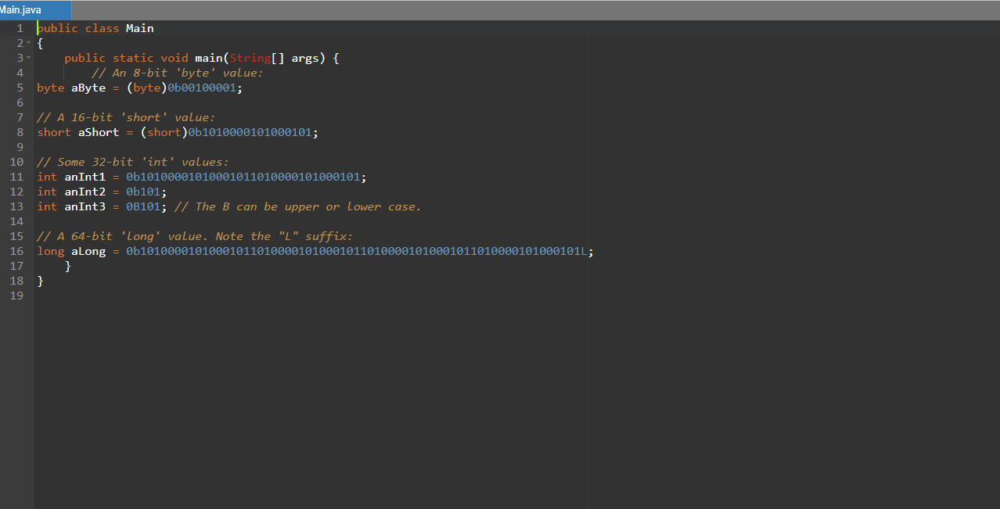 Main.java
1 public class Main
2 {
3 public static void main(String[] args) {
4 // An 8-bit 'byte' value:
5 byte aByte = (byte)0b00100001;
6
7 // A 16-bit 'short' value:
8 short aShort = (short)0b1010000101000101;
9
10 // Some 32-bit 'int' values:
11 int anInt1 = 0b10100001010001011010000101000101;
12 int anInt2 = 0b101;
13 int anInt3 = 0B101; // The B can be upper or lower case.
14
15 // A 64-bit 'long' value. Note the "L" suffix:
16 long aLong = 0b1010000101000101101000010100010110100001010001011010000101000101L;
17 }
18 }
19